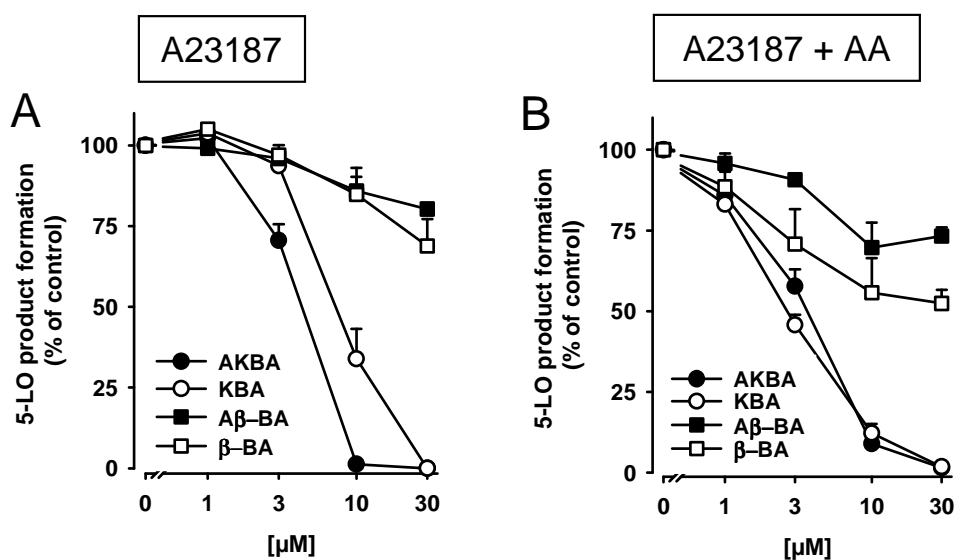 A23187
A23187 + AA
A
5-LO product formation
(% of control)
100
75
50
25
0
AKBA
KBA
Aβ–BA
β–BA
0 1 3 10 30
[µM]
B
5-LO product formation
(% of control)
100
75
50
25
0
AKBA
KBA
Aβ–BA
β–BA
0 1 3 10 30
[µM]